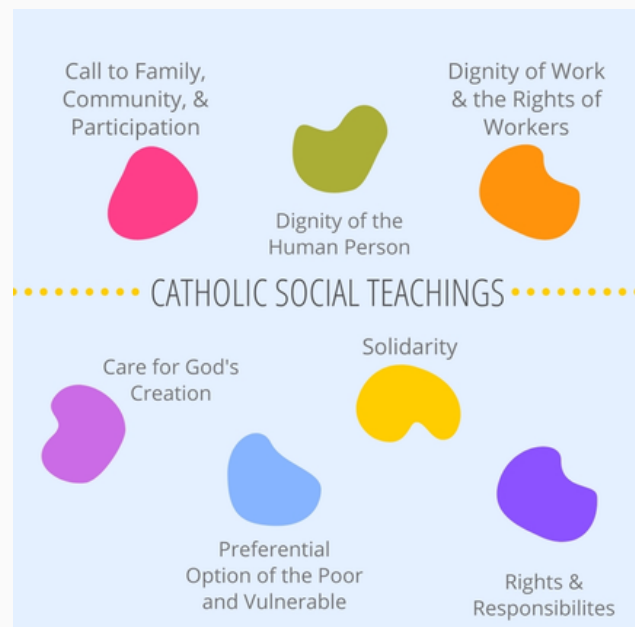 Call to Family,
Community, &
Participation
Dignity of the
Human Person
Dignity of Work
& the Rights of
Workers
CATHOLIC SOCIAL TEACHINGS
Care for God's
Creation
Solidarity
Preferential
Option of the Poor
and Vulnerable
Rights &
Responsibilites